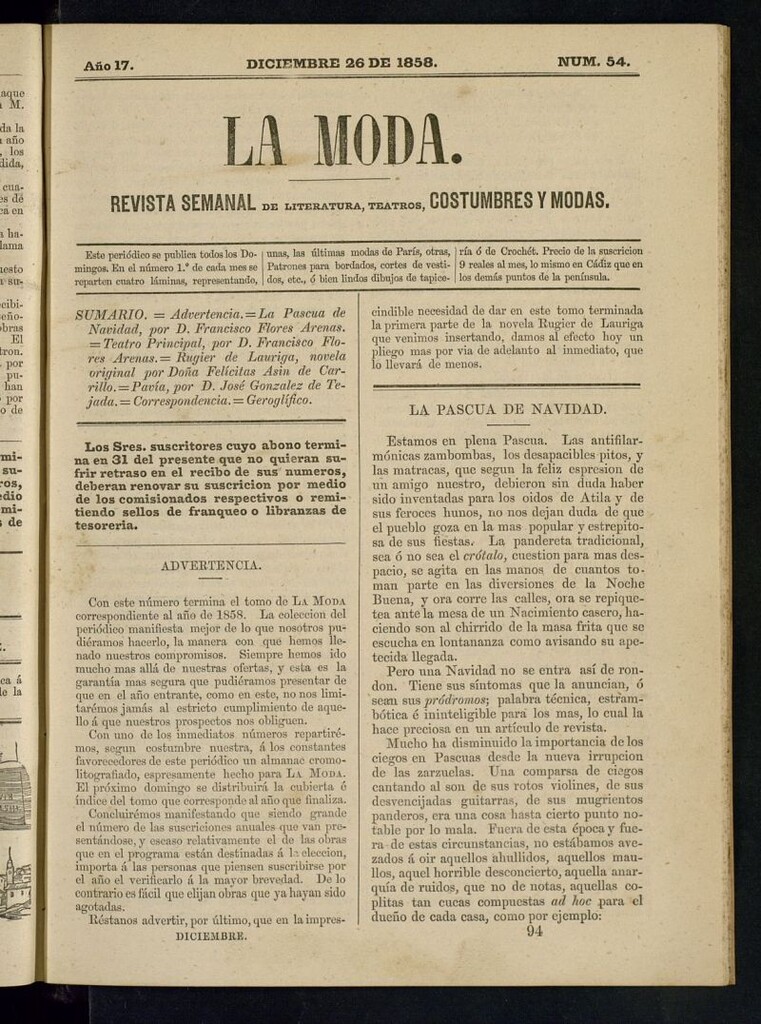 Año 17.
DICIEMBRE 26 DE 1858.
NUM. 54.
LA MODA.
REVISTA SEMANAL DE LITERATURA, TEATROS, COSTUMBRES Y MODAS.
Este periódico se publica todos los Do-
mingos. En el número 1.º de cada mes se
reparten cuatro láminas, representando,
unas, las últimas modas de París, otras,
Patrones para bordados, cortes de vesti-
dos, etc., ó bien lindos dibujos de tapice-
ría ó de Crochét. Precio de la suscricion
9 reales al mes, lo mismo en Cádiz que en
los demás puntos de la península.
SUMARIO. = Advertencia. = La Pascua de
Navidad, por D. Francisco Flores Arenas.
= Teatro Principal, por D. Francisco Flo-
res Arenas. = Rugier de Lauriga, novela
original por Doña Felícitas Asin de Car-
rillo. = Pavía, por D. José Gonzalez de Te-
jada. = Correspondencia. = Geroglífico.
Los Sres. suscritores cuyo abono termi-
na en 31 del presente que no quieran su-
frir retraso en el recibo de sus numeros,
deberan renovar su suscricion por medio
de los comisionados respectivos o remi-
tiendo sellos de franqueo o libranzas de
tesoreria.
ADVERTENCIA.
Con este número termina el tomo de LA MODA
correspondiente al año de 1858. La coleccion del
periódico manifiesta mejor de lo que nosotros pu-
diéramos hacerlo, la manera con que hemos lle-
nado nuestros compromisos. Siempre hemos ido
mucho mas allá de nuestras ofertas, y esta es la
garantía mas segura que pudiéramos presentar de
que en el año entrante, como en este, no nos limi-
tarémos jamás al estricto cumplimiento de aque-
llo á que nuestros prospectos nos obliguen.
Con uno de los inmediatos números repartiré-
mos, segun costumbre nuestra, á los constantes
favorecedores de este periódico un almanac cromo-
litografiado, espresamente hecho para LA MODA.
El próximo domingo se distribuirá la cubierta é
índice del tomo que corresponde al año que finaliza.
Concluirémos manifestando que siendo grande
el número de las suscriciones anuales que van pre-
sentándose, y escaso relativamente el de las obras
que en el programa están destinadas á la eleccion,
importa á las personas que piensen suscribirse por
el año el verificarlo á la mayor brevedad. De lo
contrario es fácil que elijan obras que ya hayan sido
agotadas.
Réstanos advertir, por último, que en la impres-
DICIEMBRE.
cindible necesidad de dar en este tomo terminada
la primera parte de la novela Rugier de Lauriga
que venimos insertando, damos al efecto hoy un
pliego mas por via de adelanto al inmediato, que
lo llevará de menos.
LA PASCUA DE NAVIDAD.
Estamos en plena Pascua. Las antifilar-
mónicas zambombas, los desapacibles pitos, y
las matracas, que segun la feliz espresion de
un amigo nuestro, debieron sin duda haber
sido inventadas para los oidos de Atila y de
sus feroces hunos, no nos dejan duda de que
el pueblo goza en la mas popular y estrepito-
sa de sus fiestas. La pandereta tradicional,
sea ó no sea el crótalo, cuestion para mas des-
pacio, se agita en las manos de cuantos to-
man parte en las diversiones de la Noche
Buena, y ora corre las calles, ora se repique-
tea ante la mesa de un Nacimiento casero, ha-
ciendo son al chirrido de la masa frita que se
escucha en lontananza como avisando su ape-
tecida llegada.
Pero una Navidad no se entra así de ron-
don. Tiene sus síntomas que la anuncian, ó
sean sus pródromos; palabra técnica, estram-
bótica é ininteligible para los mas, lo cual la
hace preciosa en un artículo de revista.
Mucho ha disminuido la importancia de los
ciegos en Pascuas desde la nueva irrupcion
de las zarzuelas. Una comparsa de ciegos
cantando al son de sus rotos violines, de sus
desvencijadas guitarras, de sus mugrientos
panderos, era una cosa hasta cierto punto no-
table por lo mala. Fuera de esta época y fue-
ra de estas circunstancias, no estábamos ave-
zados á oir aquellos ahullidos, aquellos mau-
llos, aquel horrible desconcierto, aquella anar-
quía de ruidos, que no de notas, aquellas co-
plitas tan cucas compuestas ad hoc para el
dueño de cada casa, como por ejemplo:
94